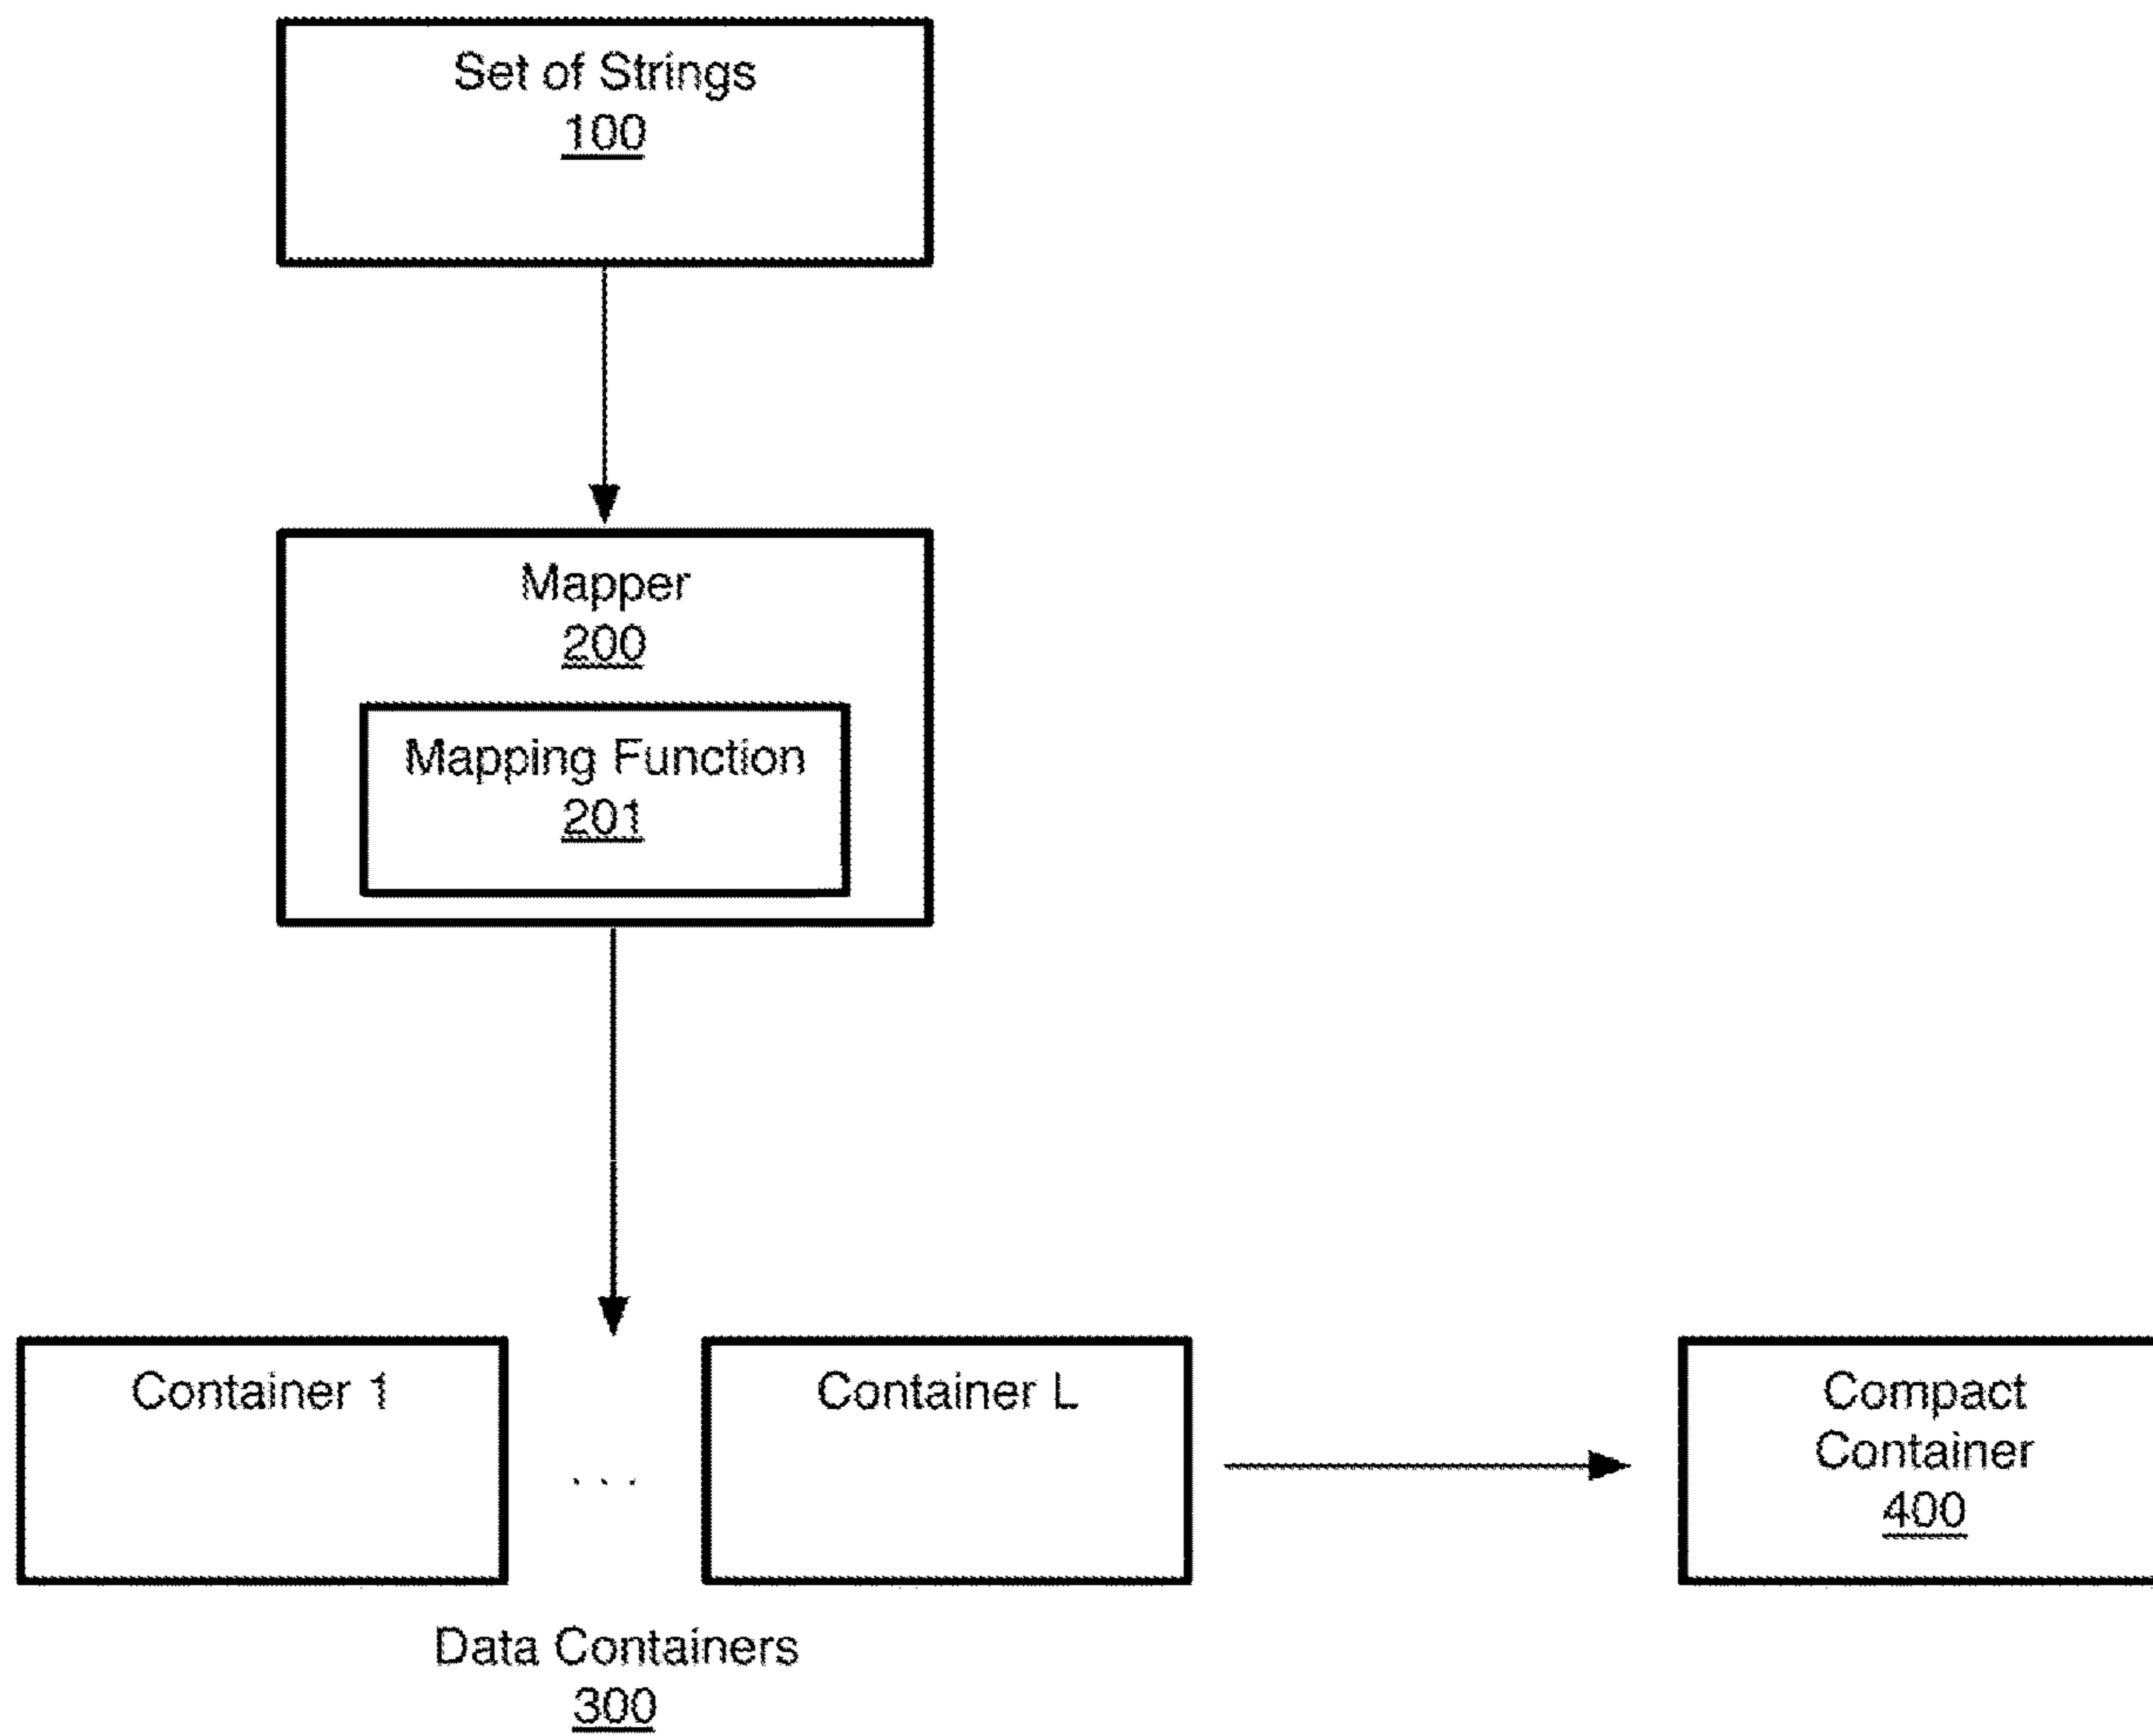 Set of Strings
100
Mapper
200
Mapping Function
201
Container 1
. . .
Container L
Compact
Container
400
Data Containers
300